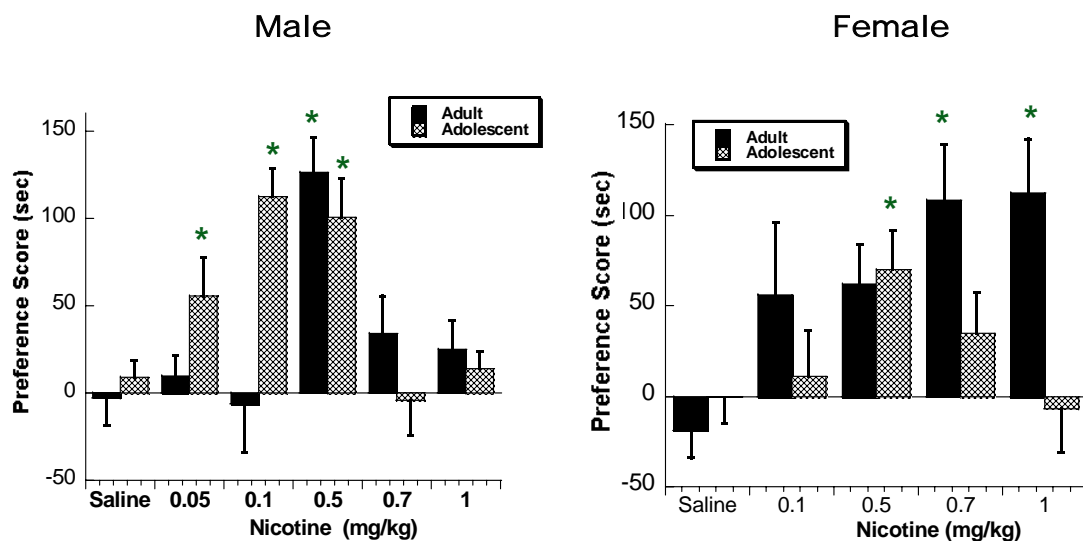 Male
Adult
Adolescent
*
*
*
*
Preference Score (sec)
150
100
50
0
-50
Saline 0.05 0.1 0.5 0.7 1
Nicotine (mg/kg)
Female
Adult
Adolescent
*
*
*
Preference Score (sec)
150
100
50
0
-50
Saline 0.1 0.5 0.7 1
Nicotine (mg/kg)